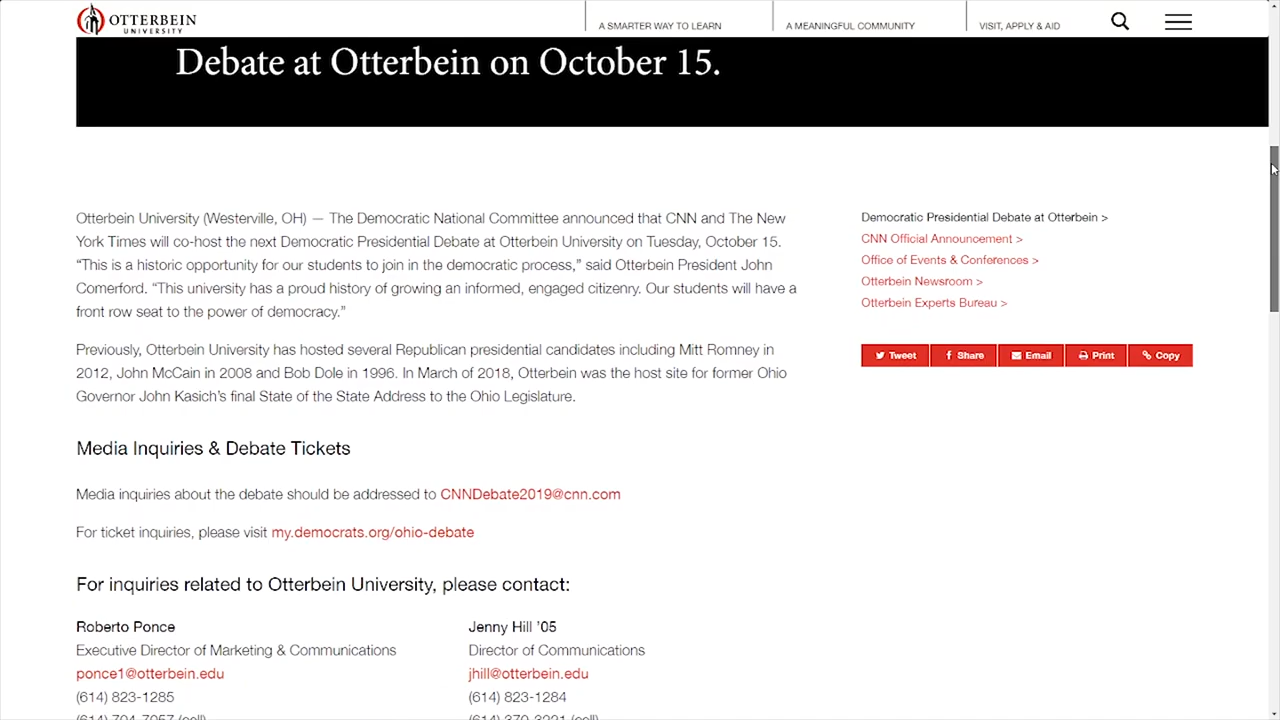 OTTERBEIN
UNIVERSITY
A SMARTER WAY TO LEARN
A MEANINGFUL COMMUNITY
VISIT, APPLY & AID
Debate at Otterbein on October 15.
Otterbein University (Westerville, OH) — The Democratic National Committee announced that CNN and The New
York Times will co-host the next Democratic Presidential Debate at Otterbein University on Tuesday, October 15.
“This is a historic opportunity for our students to join in the democratic process,” said Otterbein President John
Comerford. “This university has a proud history of growing an informed, engaged citizenry. Our students will have a
front row seat to the power of democracy.”
Previously, Otterbein University has hosted several Republican presidential candidates including Mitt Romney in
2012, John McCain in 2008 and Bob Dole in 1996. In March of 2018, Otterbein was the host site for former Ohio
Governor John Kasich’s final State of the State Address to the Ohio Legislature.
Media Inquiries & Debate Tickets
Media inquiries about the debate should be addressed to CNNDebate2019@cnn.com
For ticket inquiries, please visit my.democrats.org/ohio-debate
For inquiries related to Otterbein University, please contact:
Roberto Ponce
Executive Director of Marketing & Communications
ponce1@otterbein.edu
(614) 823-1285
(614) 704-7057 (cell)
Jenny Hill ’05
Director of Communications
jhill@otterbein.edu
(614) 823-1284
(614) 370-3221 (cell)
Democratic Presidential Debate at Otterbein >
CNN Official Announcement >
Office of Events & Conferences >
Otterbein Newsroom >
Otterbein Experts Bureau >
Tweet
Share
Email
Print
Copy